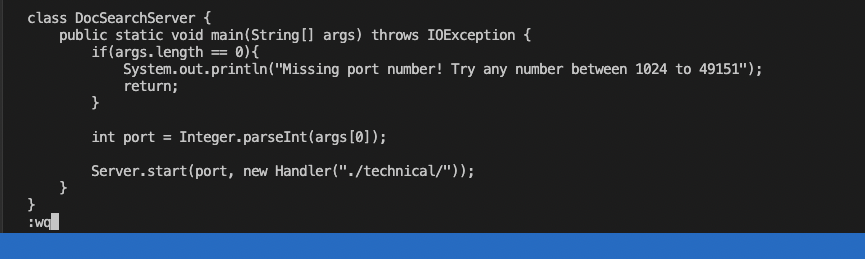 class DocSearchServer {
    public static void main(String[] args) throws IOException {
        if(args.length == 0){
            System.out.println("Missing port number! Try any number between 1024 to 49151");
            return;
        }

        int port = Integer.parseInt(args[0]);

        Server.start(port, new Handler("./technical/"));
    }
}
:wq